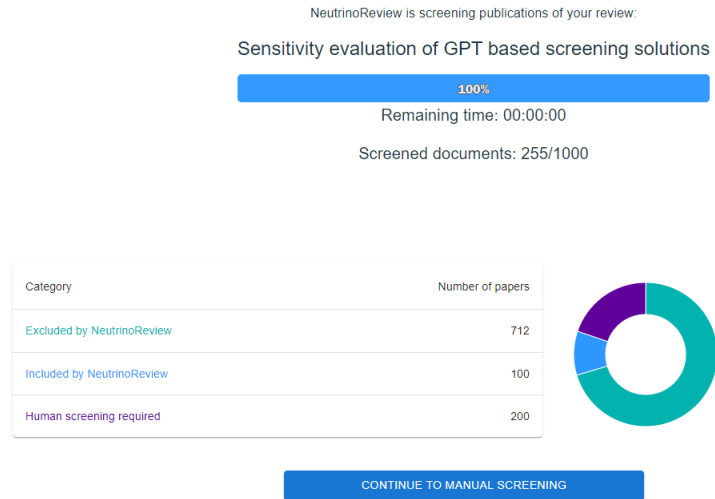 NeutrinoReview is screening publications of your review:
Sensitivity evaluation of GPT based screening solutions
100%
Remaining time: 00:00:00
Screened documents: 255/1000
Category Number of papers
Excluded by NeutrinoReview 712
Included by NeutrinoReview 100
Human screening required 200
CONTINUE TO MANUAL SCREENING